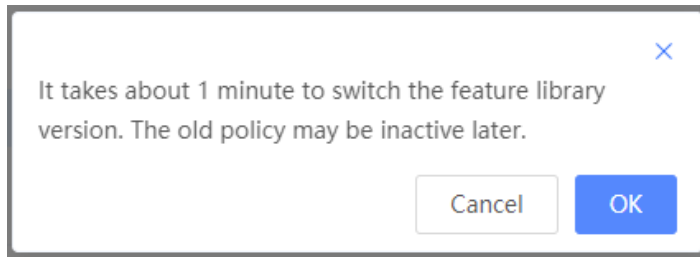 It takes about 1 minute to switch the feature library
version. The old policy may be inactive later.
Cancel
OK